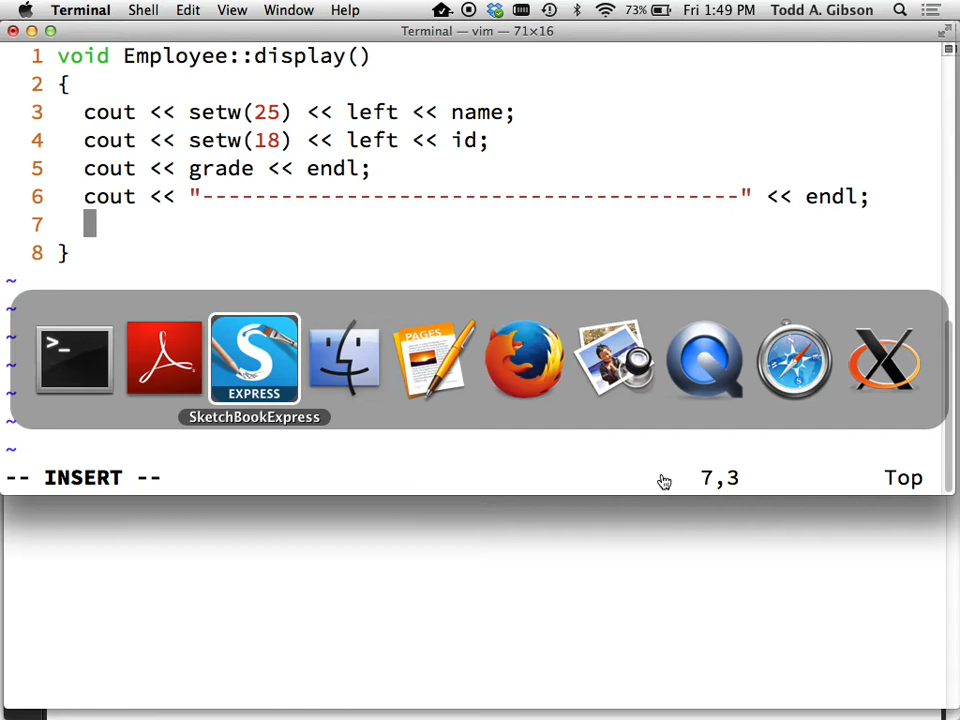 Terminal Shell Edit View Window Help 73% Fri 1:49 PM Todd A. Gibson
Terminal — vim — 71×16
1 void Employee::display()
2 {
3 cout << setw(25) << left << name;
4 cout << setw(18) << left << id;
5 cout << grade << endl;
6 cout << "-----------------------------------------" << endl;
7
8 }
~
~
~
~
~
~
~
>_
EXPRESS
PAGES
SketchBookExpress
-- INSERT -- 7,3 Top